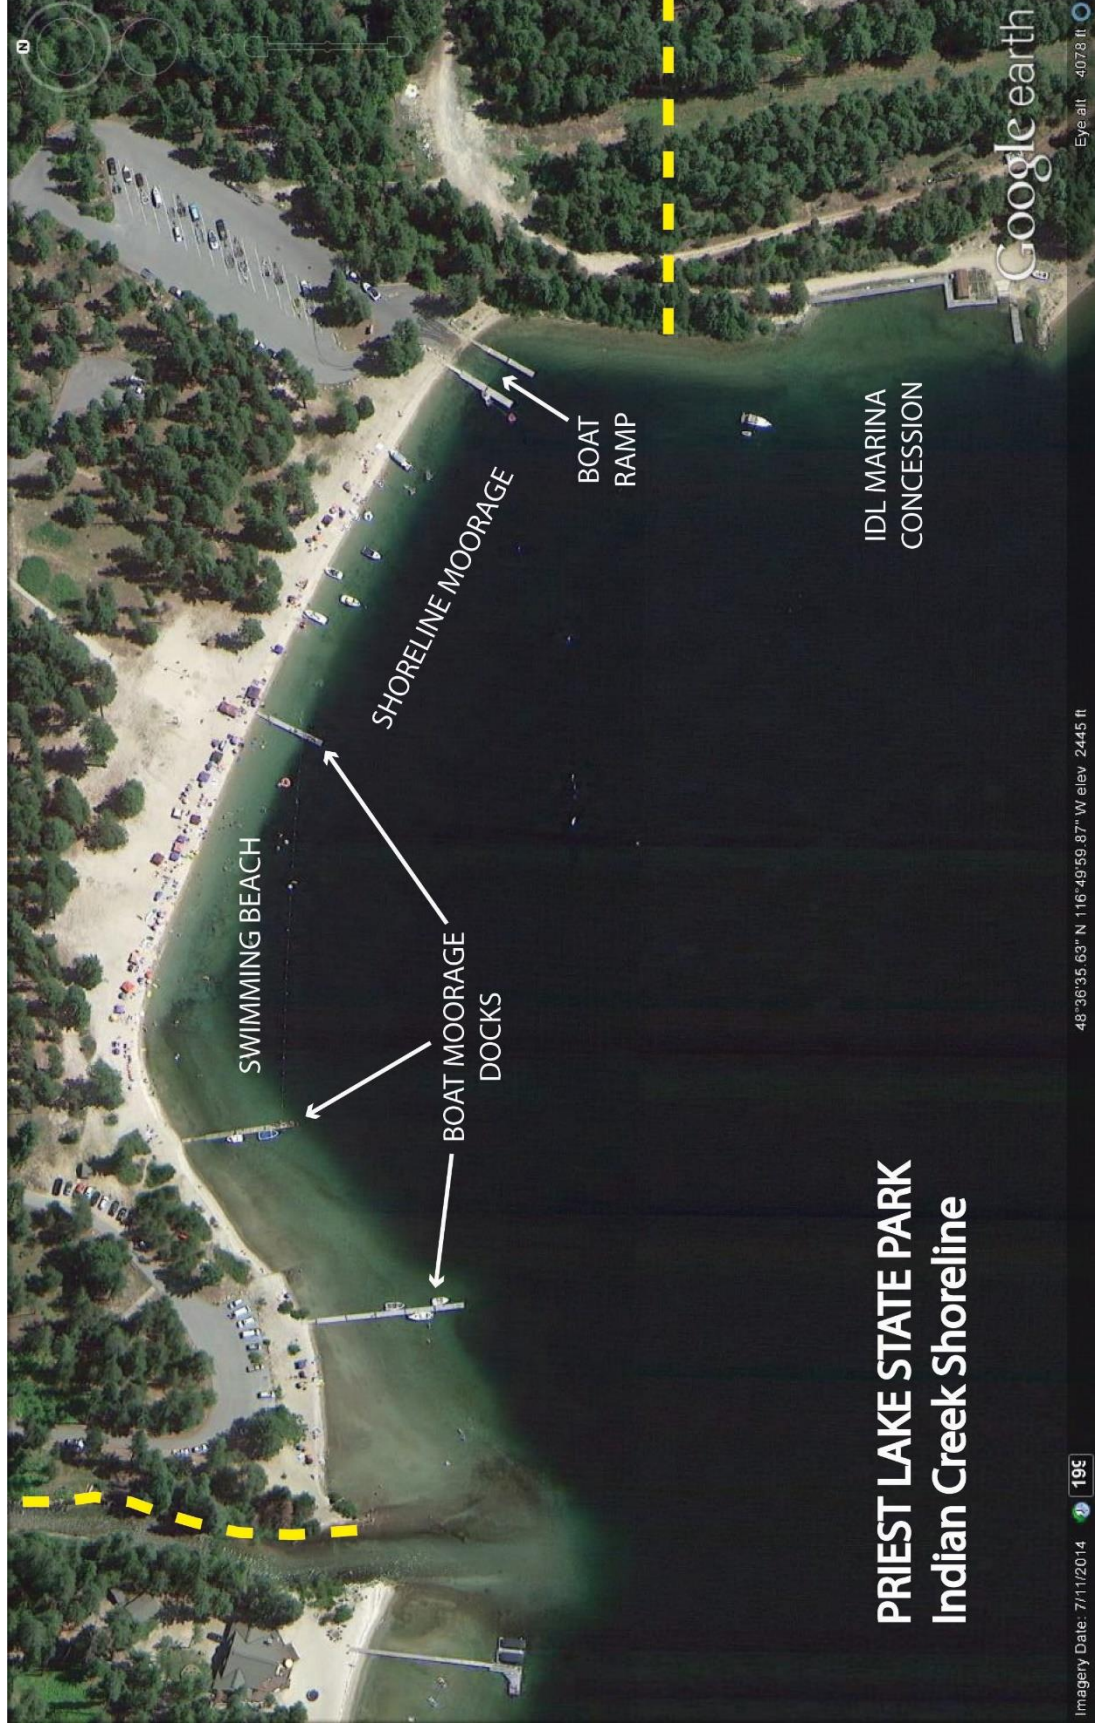 N
SWIMMING BEACH
SHORELINE MOORAGE
BOAT MOORAGE
DOCKS
BOAT
RAMP
IDL MARINA
CONCESSION
PRIEST LAKE STATE PARK
Indian Creek Shoreline
Google earth
Imagery Date: 7/11/2014
199
48°36'35.63" N 116°49'59.87" W elev 2445 ft
Eye alt 4078 ft